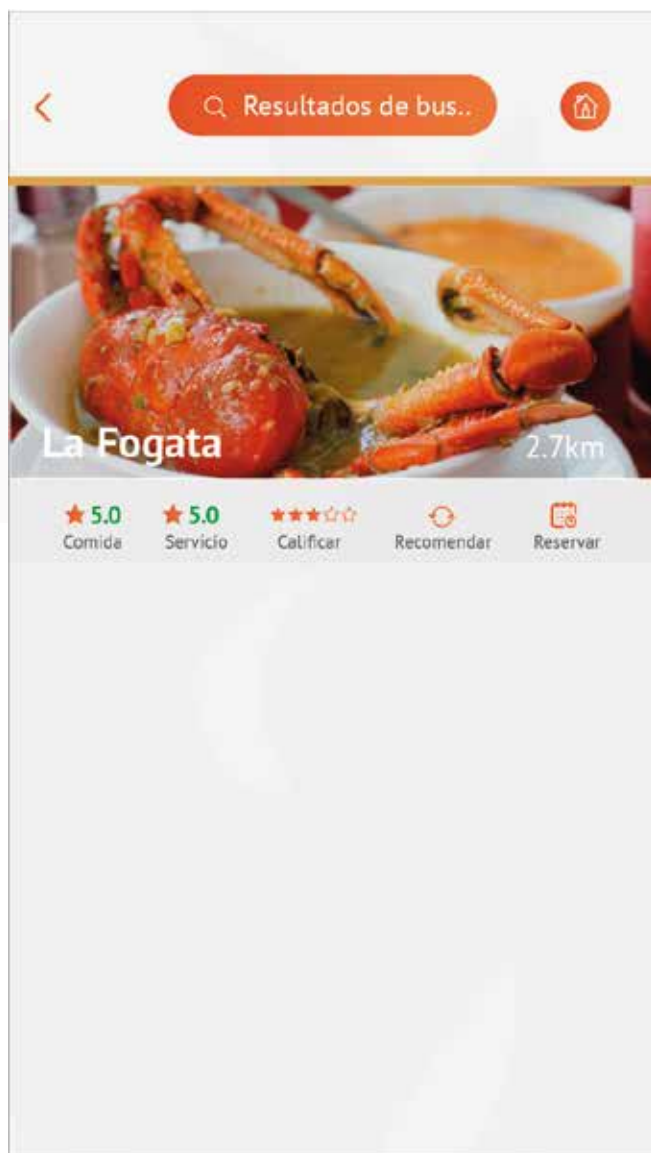 Resultados de bus..
La Fogata
2.7km
5.0 5.0
Comida Servicio Calificar Recomendar Reservar